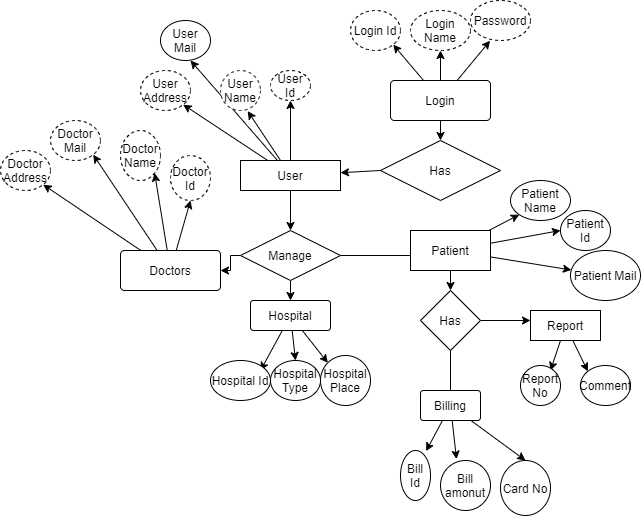 User
Mail
Login Id
Login
Name
Password
User
Address
User
Name
User
Id
Login
Doctor
Mail
Doctor
Name
Doctor
Address
Doctor
Id
User
Has
Patient
Name
Patient
Id
Manage
Patient
Doctors
Patient Mail
Hospital
Has
Report
Hospital Id
Hospital
Type
Hospital
Place
Report
No
Comment
Billing
Bill
Id
Bill
amonut
Card No